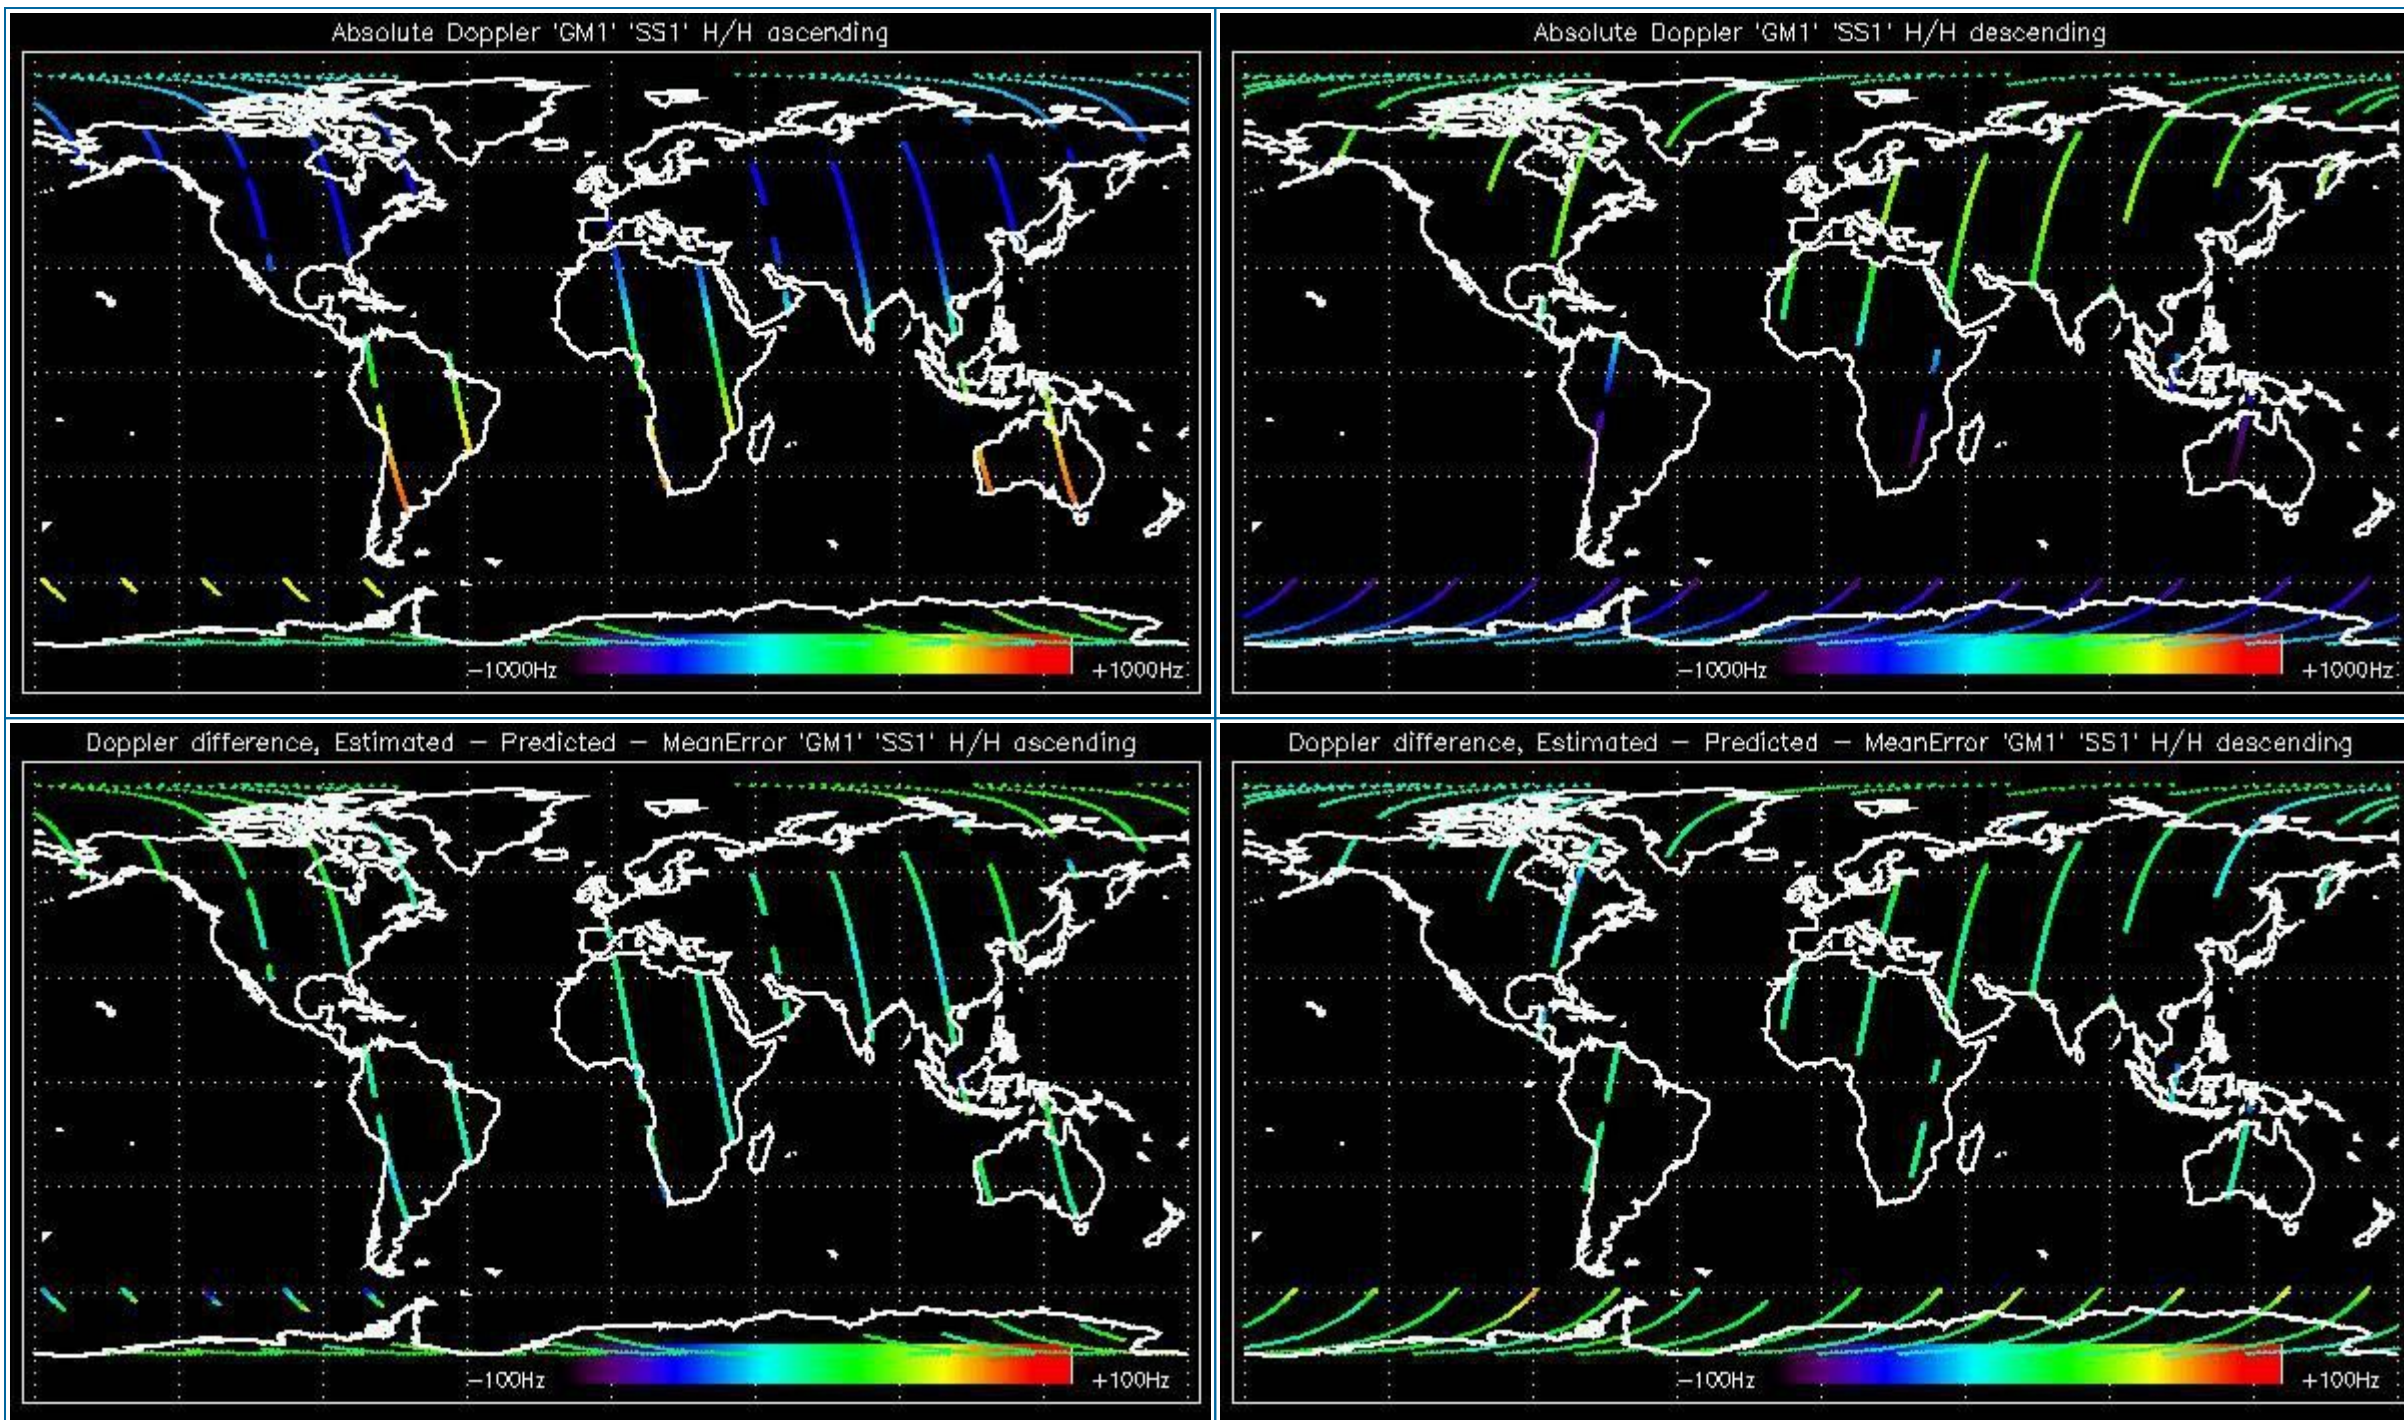 Absolute Doppler 'GM1' 'SS1' H/H ascending
-1000Hz
+1000Hz
Absolute Doppler 'GM1' 'SS1' H/H descending
-1000Hz
+1000Hz
Doppler difference, Estimated - Predicted - MeanError 'GM1' 'SS1' H/H ascending
-100Hz
+100Hz
Doppler difference, Estimated - Predicted - MeanError 'GM1' 'SS1' H/H descending
-100Hz
+100Hz